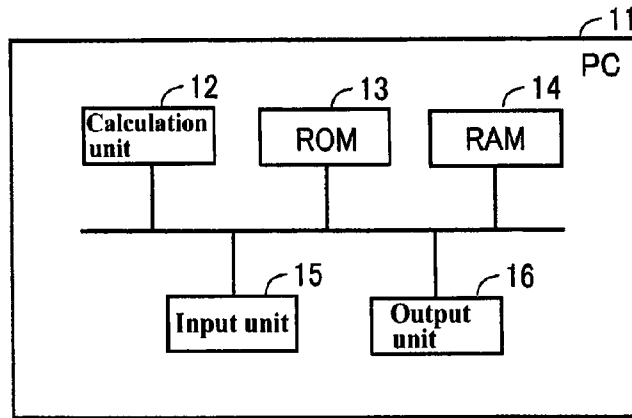 11
PC
12
13
14
Calculation
unit
ROM
RAM
15
16
Input unit
Output
unit